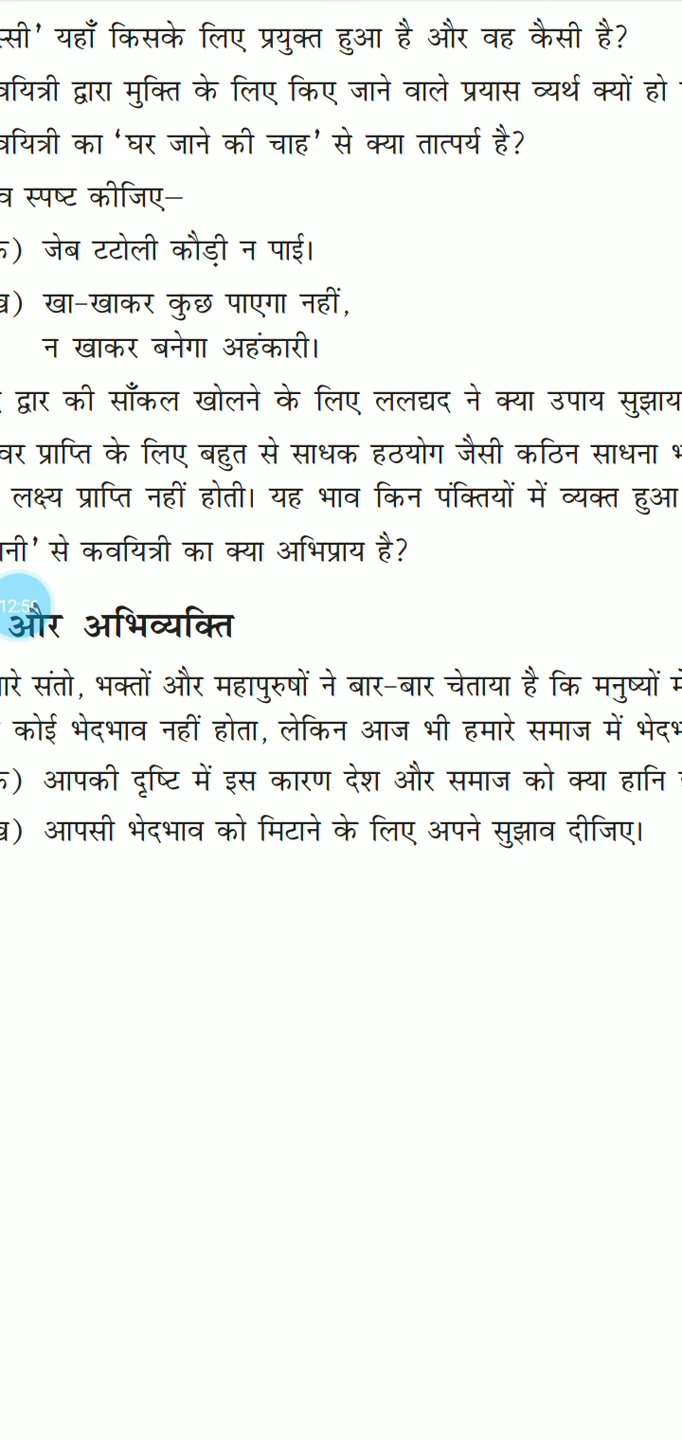 स्सी' यहाँ किसके लिए प्रयुक्त हुआ है और वह कैसी है?
वयित्री द्वारा मुक्ति के लिए किए जाने वाले प्रयास व्यर्थ क्यों हो
वयित्री का 'घर जाने की चाह' से क्या तात्पर्य है?
व स्पष्ट कीजिए–
क) जेब टटोली कौड़ी न पाई।
ख) खा-खाकर कुछ पाएगा नहीं,
न खाकर बनेगा अहंकारी।
द्वार की साँकल खोलने के लिए ललद्यद ने क्या उपाय सुझाय
वर प्राप्ति के लिए बहुत से साधक हठयोग जैसी कठिन साधना भ
लक्ष्य प्राप्ति नहीं होती। यह भाव किन पंक्तियों में व्यक्त हुआ
ानी' से कवयित्री का क्या अभिप्राय है?
और अभिव्यक्ति
ारे संतो, भक्तों और महापुरुषों ने बार-बार चेताया है कि मनुष्यों में
कोई भेदभाव नहीं होता, लेकिन आज भी हमारे समाज में भेदभ
क) आपकी दृष्टि में इस कारण देश और समाज को क्या हानि
ख) आपसी भेदभाव को मिटाने के लिए अपने सुझाव दीजिए।